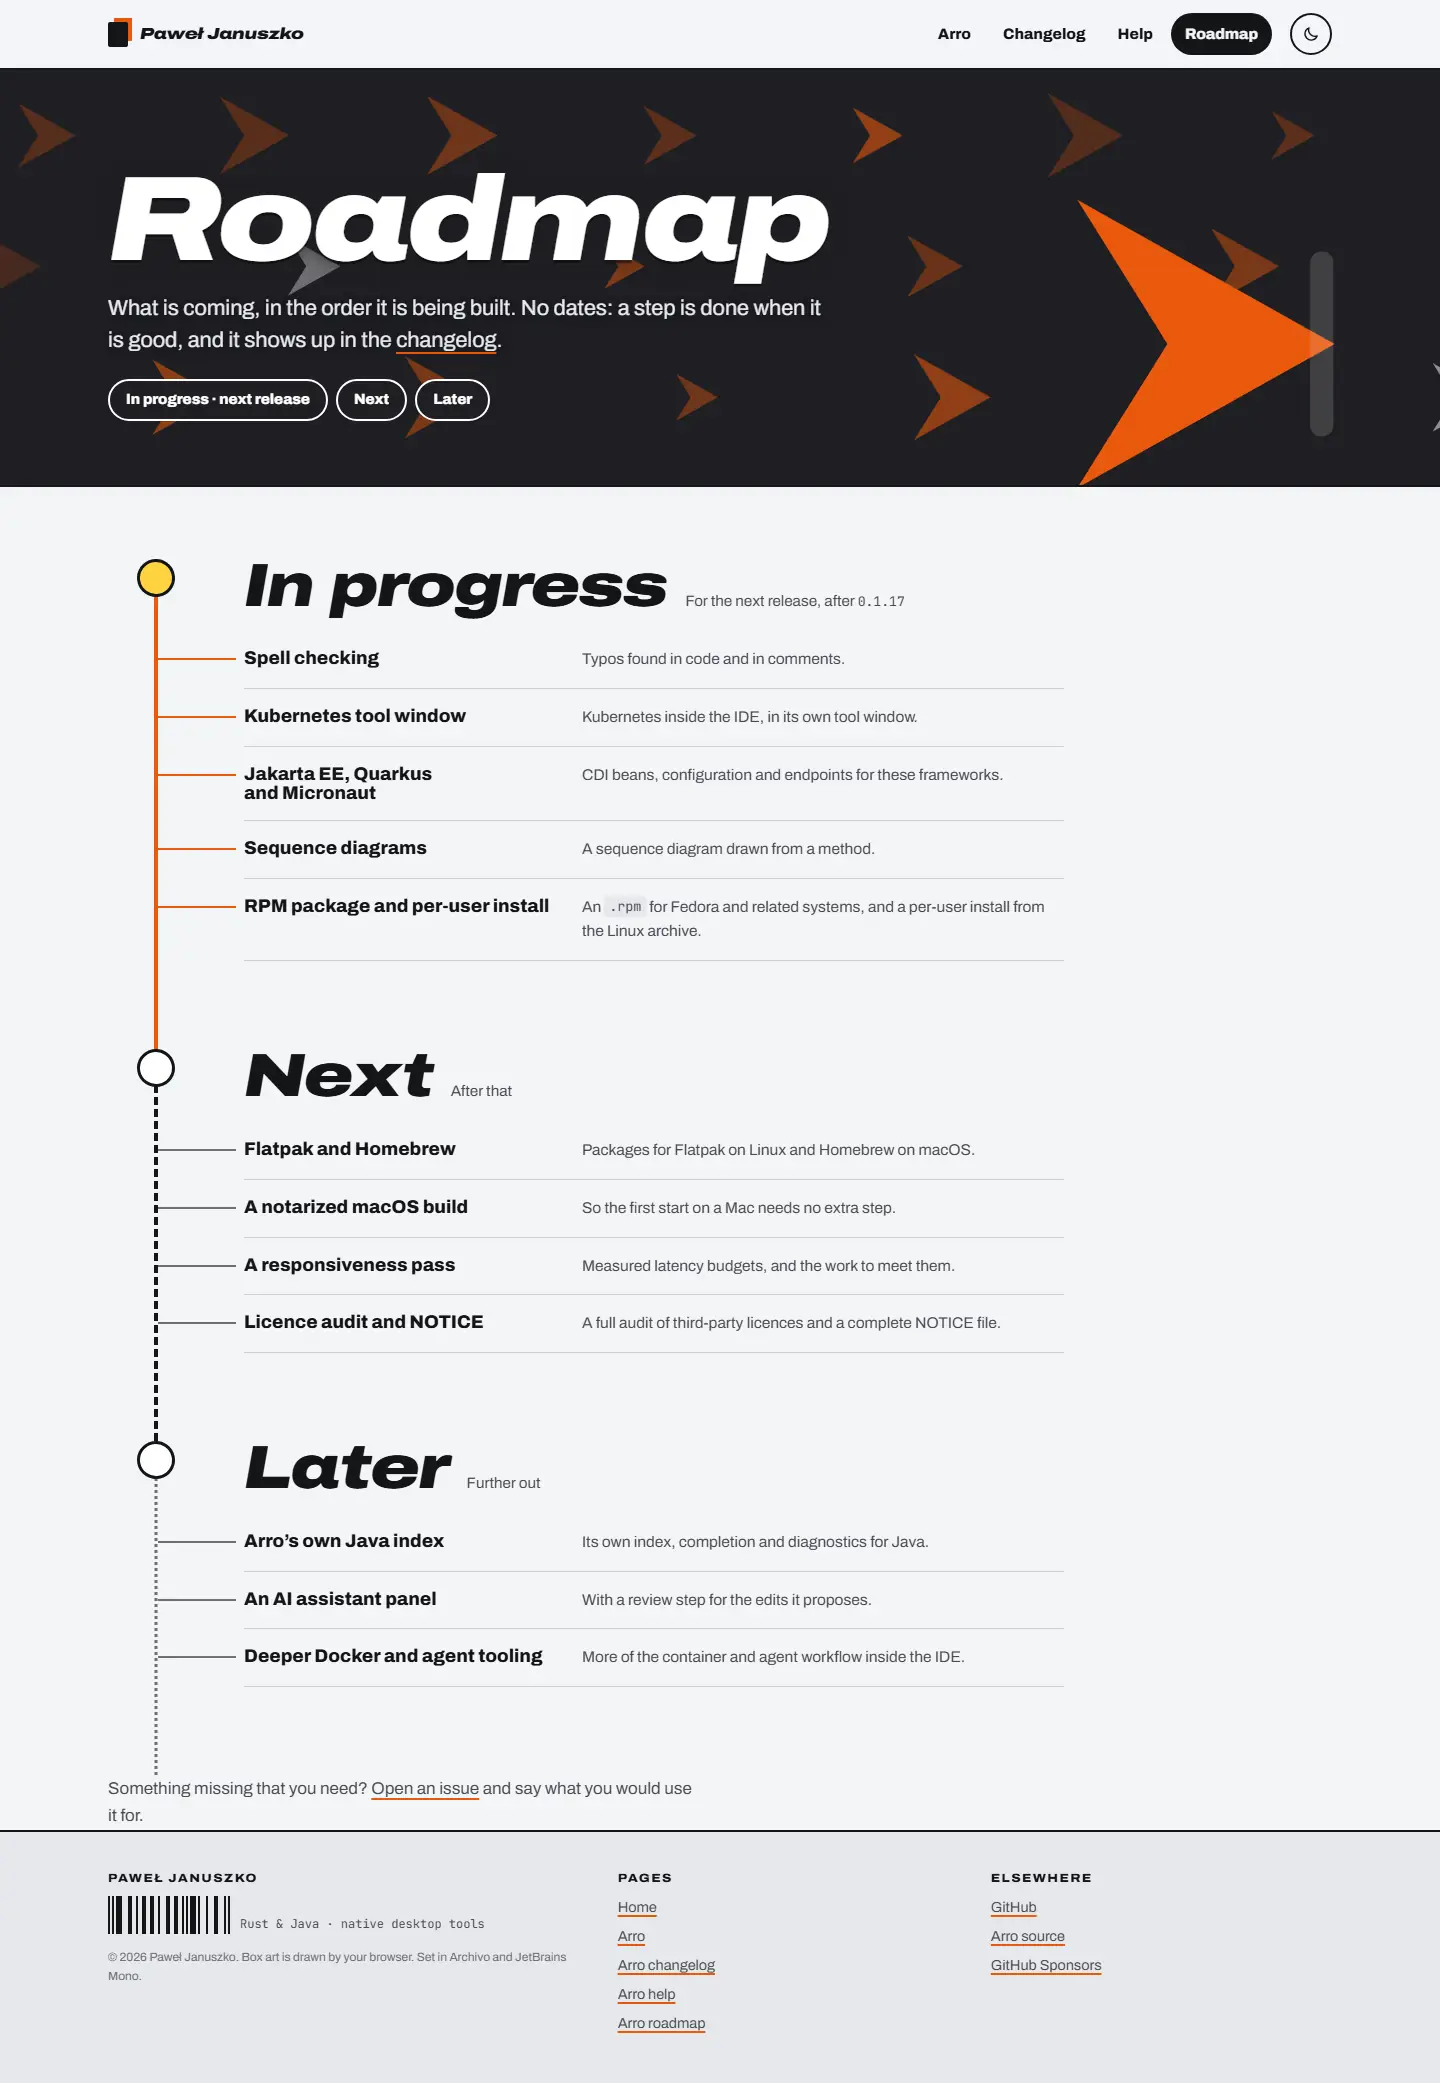 Paweł Januszko
Arro
Changelog
Help
Roadmap
Roadmap
What is coming, in the order it is being built. No dates: a step is done when it
is good, and it shows up in the changelog.
In progress · next release
Next
Later
In progress
For the next release, after 0.1.17
Spell checking
Typos found in code and in comments.
Kubernetes tool window
Kubernetes inside the IDE, in its own tool window.
Jakarta EE, Quarkus
and Micronaut
CDI beans, configuration and endpoints for these frameworks.
Sequence diagrams
A sequence diagram drawn from a method.
RPM package and per-user install
An .rpm for Fedora and related systems, and a per-user install from
the Linux archive.
Next
After that
Flatpak and Homebrew
Packages for Flatpak on Linux and Homebrew on macOS.
A notarized macOS build
So the first start on a Mac needs no extra step.
A responsiveness pass
Measured latency budgets, and the work to meet them.
Licence audit and NOTICE
A full audit of third-party licences and a complete NOTICE file.
Later
Further out
Arro’s own Java index
Its own index, completion and diagnostics for Java.
An AI assistant panel
With a review step for the edits it proposes.
Deeper Docker and agent tooling
More of the container and agent workflow inside the IDE.
Something missing that you need? Open an issue and say what you would use
it for.
PAWEŁ JANUSZKO
Rust & Java · native desktop tools
© 2026 Paweł Januszko. Box art is drawn by your browser. Set in Archivo and JetBrains
Mono.
PAGES
Home
Arro
Arro changelog
Arro help
Arro roadmap
ELSEWHERE
GitHub
Arro source
GitHub Sponsors